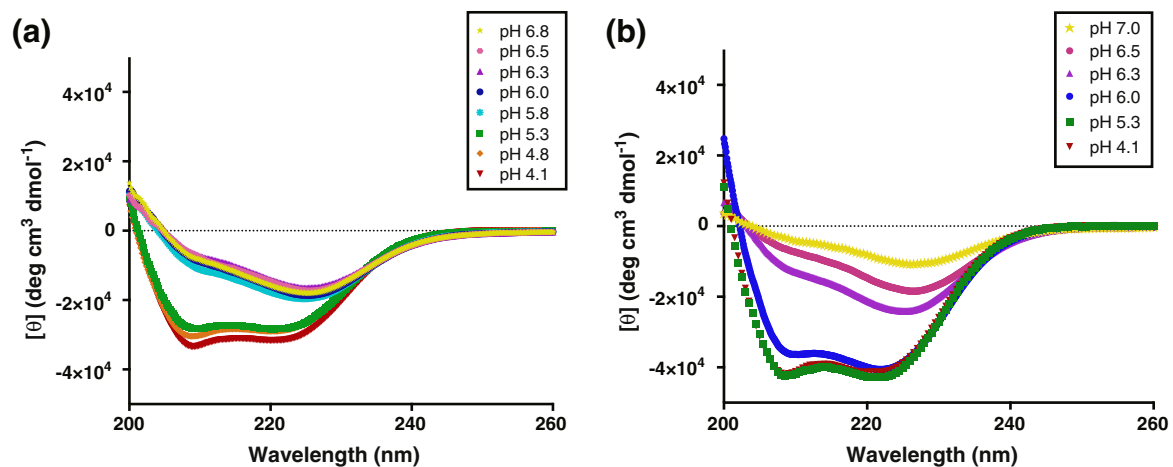 (a)
pH 6.8
pH 6.5
pH 6.3
pH 6.0
pH 5.8
pH 5.3
pH 4.8
pH 4.1
4×10⁴
2×10⁴
0
-2×10⁴
-4×10⁴
[θ] (deg cm³ dmol⁻¹)
200 220 240 260
Wavelength (nm)
(b)
pH 7.0
pH 6.5
pH 6.3
pH 6.0
pH 5.3
pH 4.1
4×10⁴
2×10⁴
0
-2×10⁴
-4×10⁴
[θ] (deg cm³ dmol⁻¹)
200 220 240 260
Wavelength (nm)